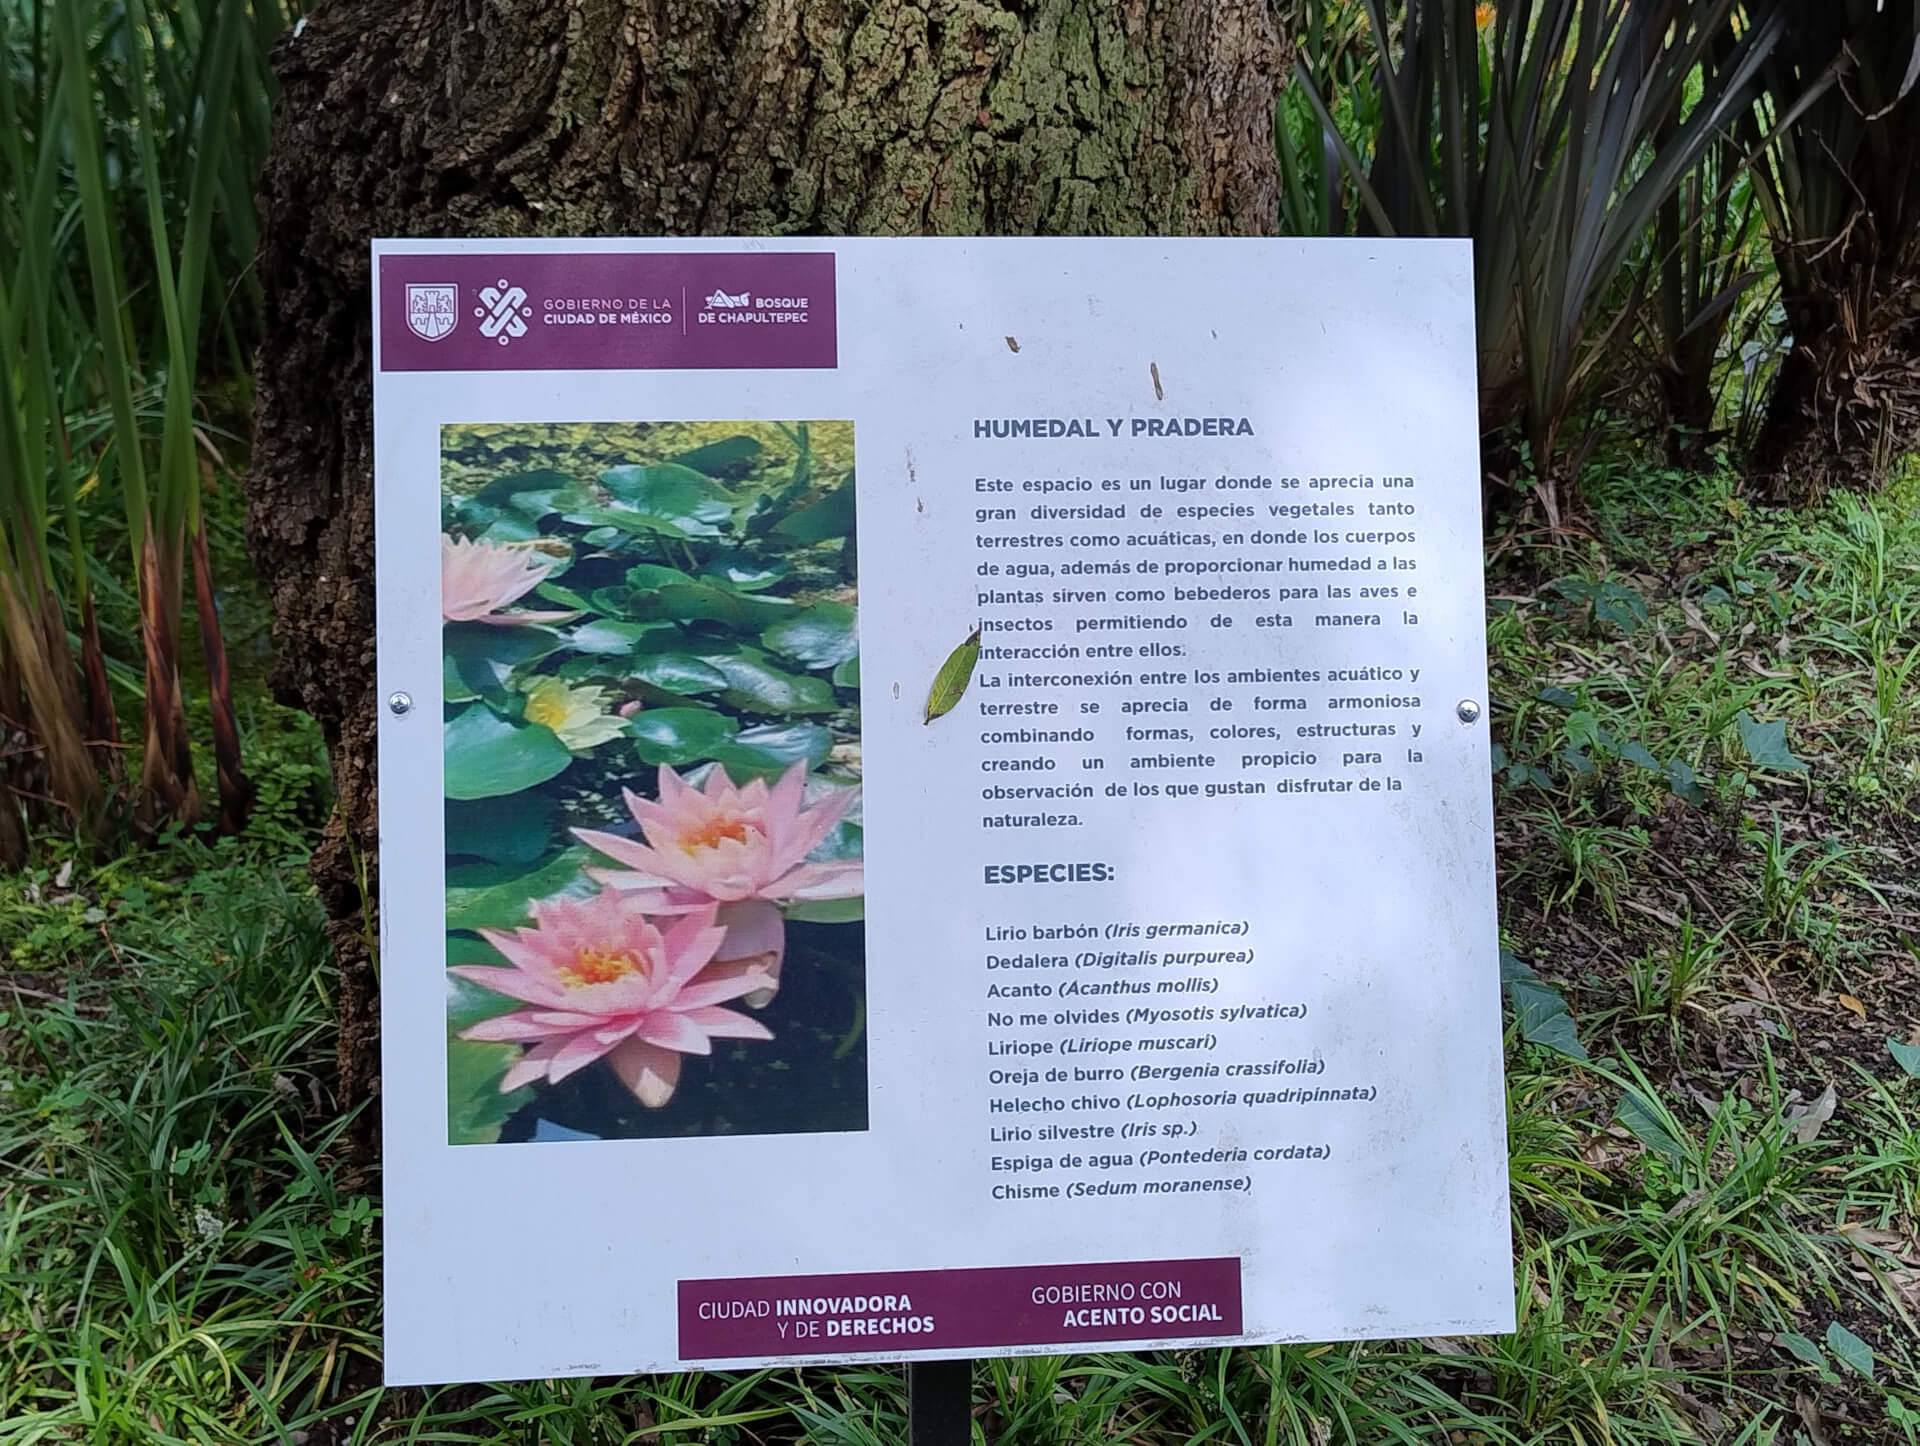 GOBIERNO DE LA
CIUDAD DE MÉXICO
BOSQUE
DE CHAPULTEPEC
HUMEDAL Y PRADERA
Este espacio es un lugar donde se aprecia una
gran diversidad de especies vegetales tanto
terrestres como acuáticas, en donde los cuerpos
de agua, además de proporcionar humedad a las
plantas sirven como bebederos para las aves e
insectos permitiendo de esta manera la
interacción entre ellos.
La interconexión entre los ambientes acuático y
terrestre se aprecia de forma armoniosa
combinando formas, colores, estructuras y
creando un ambiente propicio para la
observación de los que gustan disfrutar de la
naturaleza.
ESPECIES:
Lirio barbón (Iris germanica)
Dedalera (Digitalis purpurea)
Acanto (Acanthus mollis)
No me olvides (Myosotis sylvatica)
Liriope (Liriope muscari)
Oreja de burro (Bergenia crassifolia)
Helecho chivo (Lophosoria quadripinnata)
Lirio silvestre (Iris sp.)
Espiga de agua (Pontederia cordata)
Chisme (Sedum moranense)
CIUDAD INNOVADORA
Y DE DERECHOS
GOBIERNO CON
ACENTO SOCIAL